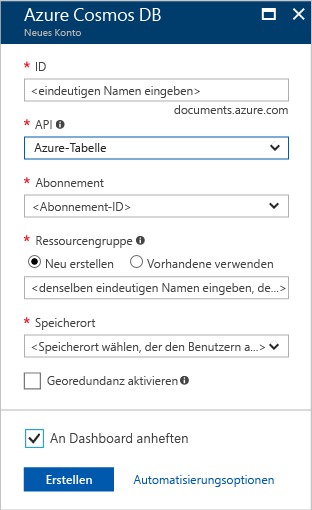 Azure Cosmos DB
Neues Konto
* ID
<eindeutigen Namen eingeben>
documents.azure.com
* API
Azure-Tabelle
* Abonnement
<Abonnement-ID>
* Ressourcengruppe
Neu erstellen Vorhandene verwenden
<denselben eindeutigen Namen eingeben, de...>
* Speicherort
<Speicherort wählen, der den Benutzern a...>
Georedundanz aktivieren
An Dashboard anheften
Erstellen Automatisierungsoptionen